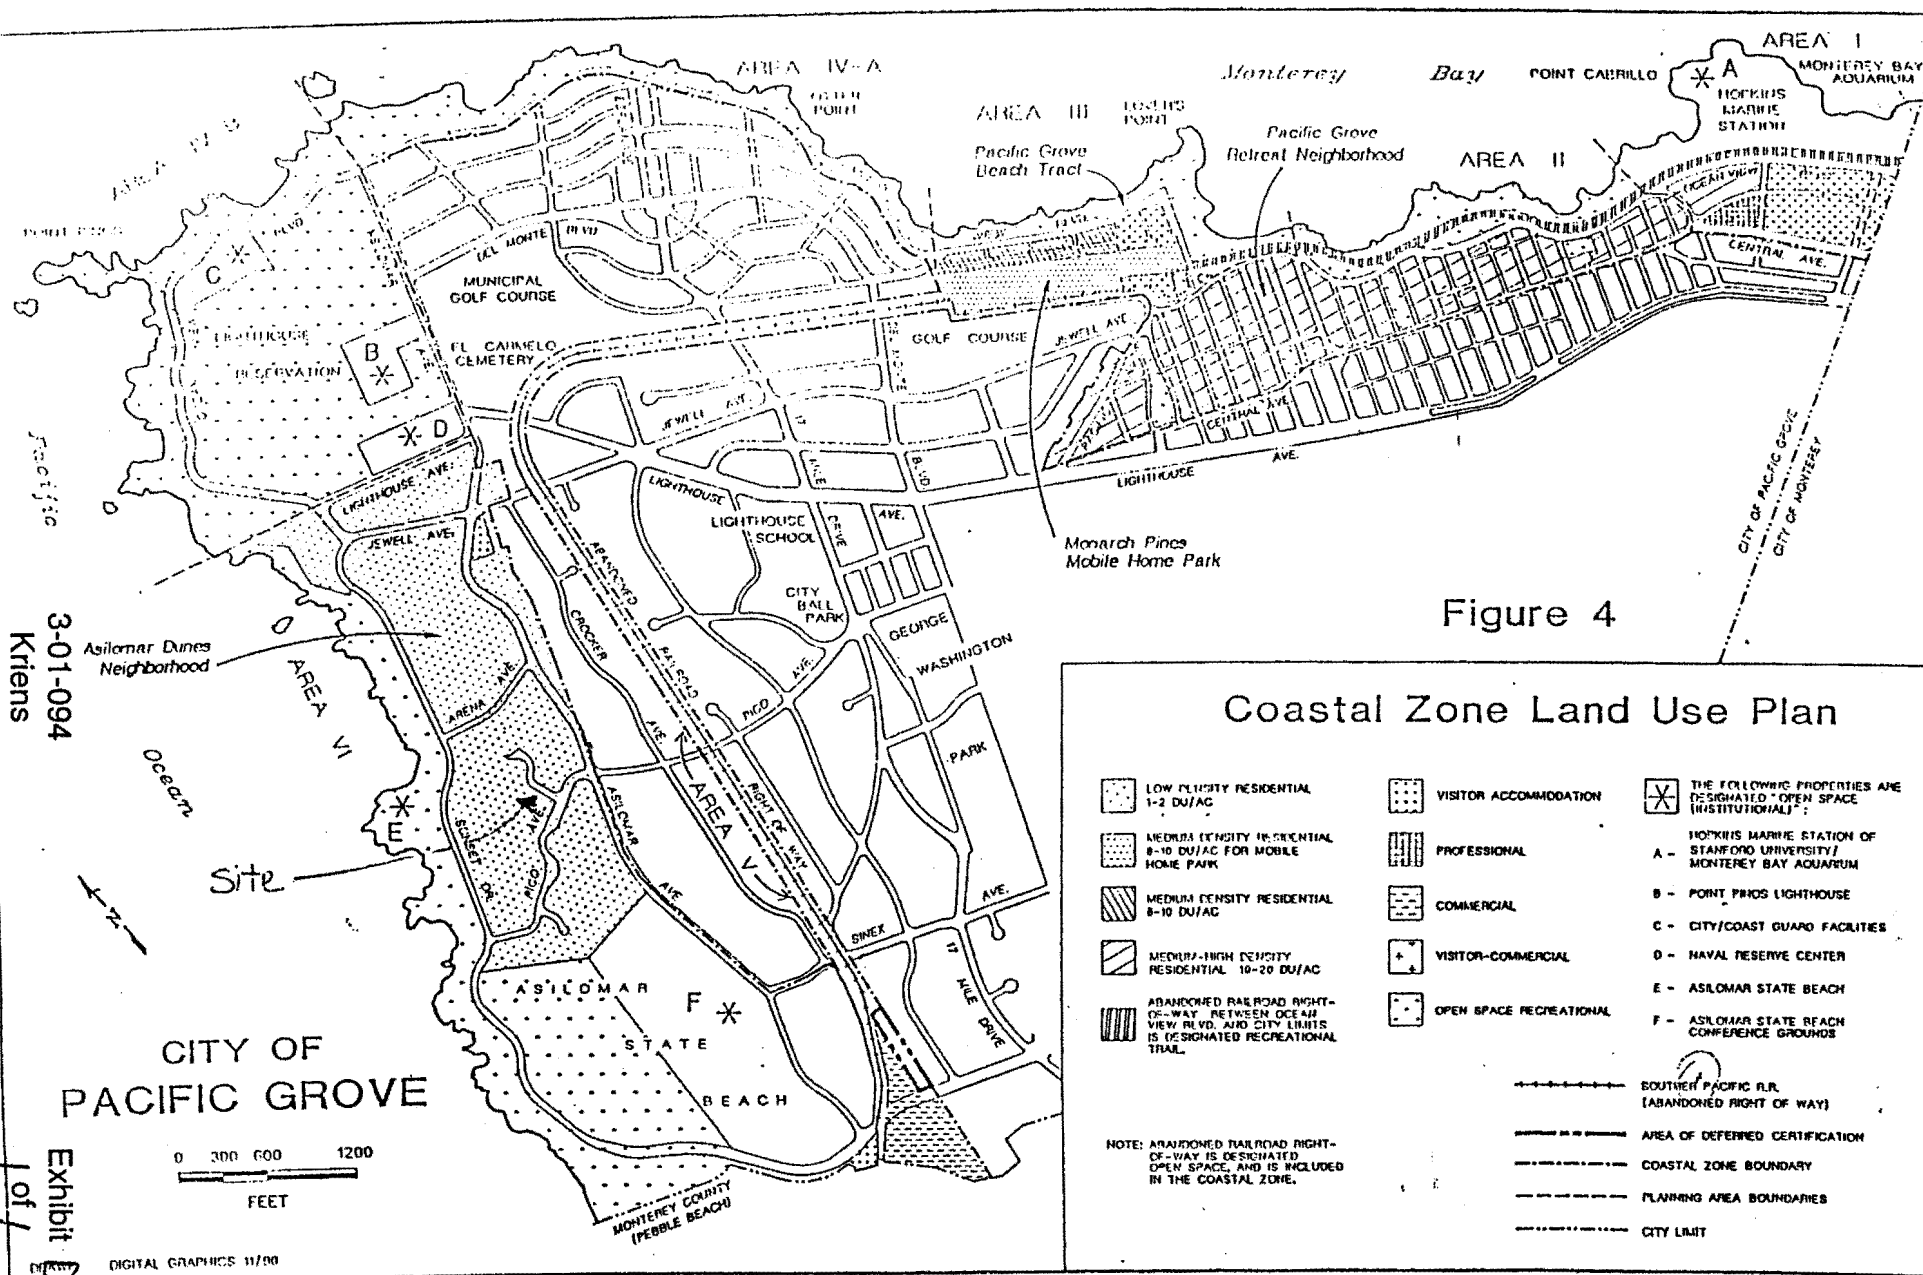 AREA I
MONTEREY BAY
AQUARIUM
Monterey Bay
POINT CABRILLO
A
HOPKINS
MARINE
STATION
AREA IV-A
POINT
AREA III
LOVERS
POINT
Pacific Grove
Beach Tract
Pacific Grove
Retreat Neighborhood
AREA II
OCEAN VIEW
CENTRAL AVE.
C
BLVD
DEL MONTE BLVD
MUNICIPAL
GOLF COURSE
LIGHTHOUSE
RESERVATION
B
EL CARMELO
CEMETERY
GOLF COURSE
JEWELL AVE.
D
JEWELL AVE.
17
MILE
CENTRAL AVE.
LIGHTHOUSE AVE.
LIGHTHOUSE AVE.
LIGHTHOUSE
AVE.
BLVD.
DRIVE
LIGHTHOUSE
SCHOOL
JEWELL AVE.
Pacific
Ocean
Monarch Pines
Mobile Home Park
CITY OF PACIFIC GROVE
CITY OF MONTEREY
Figure 4
CITY
BALL
PARK
GEORGE
WASHINGTON
PARK
ABANDONED
RAILROAD
RIGHT OF WAY
CROCKER
AVE.
PICO
AVE.
Asilomar Dunes
Neighborhood
AREA VI
ARENA AVE.
3-01-094
Kriens
E
SUNSET DR.
PICO AVE.
ASILOMAR
AVE.
AREA V
Site
N
SINEX
AVE.
17
MILE
DRIVE
ASILOMAR
F
STATE
BEACH
CITY OF
PACIFIC GROVE
0 300 600 1200
FEET
MONTEREY COUNTY
(PEBBLE BEACH)
Exhibit
1 of 1
DIGITAL GRAPHICS 11/90
Coastal Zone Land Use Plan
LOW DENSITY RESIDENTIAL
1-2 DU/AC
MEDIUM DENSITY RESIDENTIAL
8-10 DU/AC FOR MOBILE
HOME PARK
MEDIUM DENSITY RESIDENTIAL
8-10 DU/AC
MEDIUM-HIGH DENSITY
RESIDENTIAL 10-20 DU/AC
ABANDONED RAILROAD RIGHT-
OF-WAY BETWEEN OCEAN
VIEW BLVD. AND CITY LIMITS
IS DESIGNATED RECREATIONAL
TRAIL.
NOTE: ABANDONED RAILROAD RIGHT-
OF-WAY IS DESIGNATED
OPEN SPACE, AND IS INCLUDED
IN THE COASTAL ZONE.
VISITOR ACCOMMODATION
PROFESSIONAL
COMMERCIAL
VISITOR-COMMERCIAL
OPEN SPACE RECREATIONAL
THE FOLLOWING PROPERTIES ARE
DESIGNATED "OPEN SPACE
(INSTITUTIONAL)" :
HOPKINS MARINE STATION OF
A - STANFORD UNIVERSITY/
MONTEREY BAY AQUARIUM
B - POINT PINOS LIGHTHOUSE
C - CITY/COAST GUARD FACILITIES
D - NAVAL RESERVE CENTER
E - ASILOMAR STATE BEACH
F - ASILOMAR STATE BEACH
CONFERENCE GROUNDS
SOUTHER PACIFIC R.R.
(ABANDONED RIGHT OF WAY)
AREA OF DEFERRED CERTIFICATION
COASTAL ZONE BOUNDARY
PLANNING AREA BOUNDARIES
CITY LIMIT